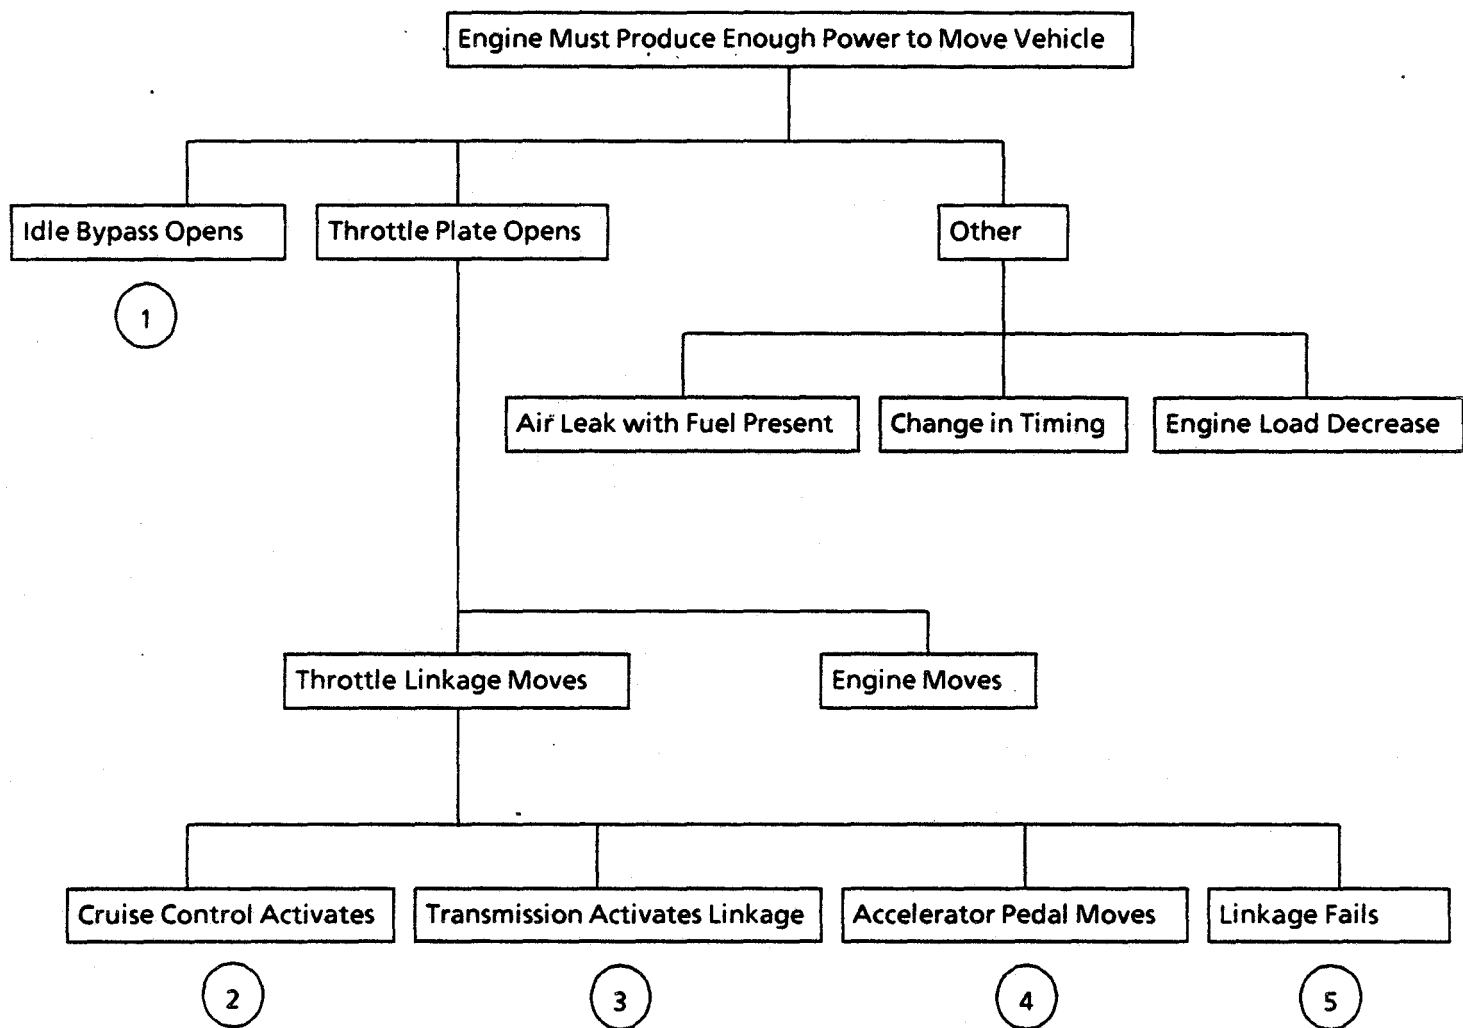 Engine Must Produce Enough Power to Move Vehicle
Idle Bypass Opens
Throttle Plate Opens
Other
1
Air Leak with Fuel Present
Change in Timing
Engine Load Decrease
Throttle Linkage Moves
Engine Moves
Cruise Control Activates
Transmission Activates Linkage
Accelerator Pedal Moves
Linkage Fails
2
3
4
5